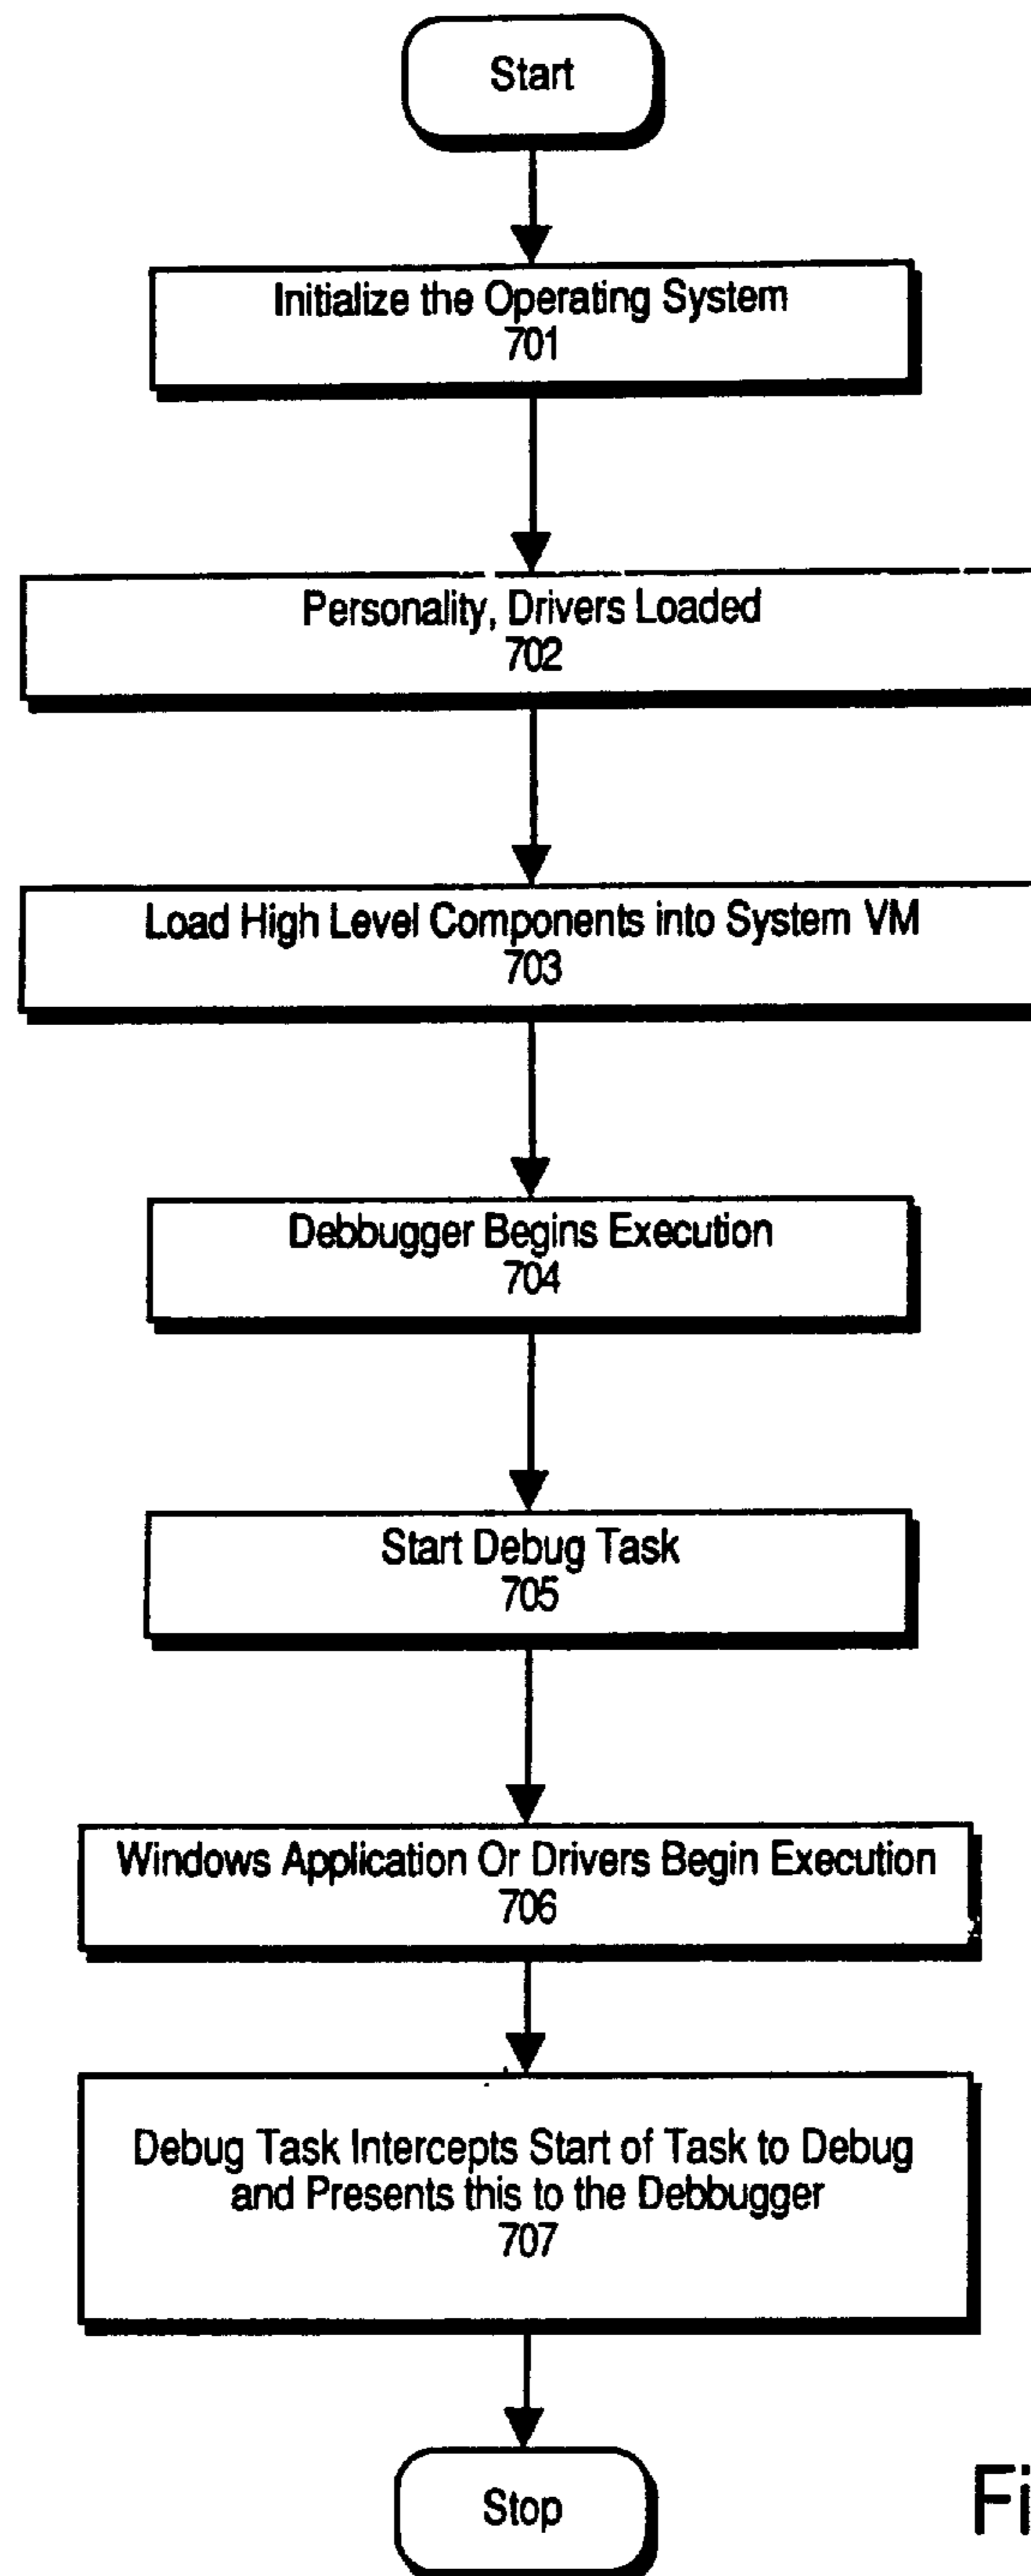 Start
Initialize the Operating System
701
Personality, Drivers Loaded
702
Load High Level Components into System VM
703
Debbugger Begins Execution
704
Start Debug Task
705
Windows Application Or Drivers Begin Execution
706
Debug Task Intercepts Start of Task to Debug
and Presents this to the Debbugger
707
Stop